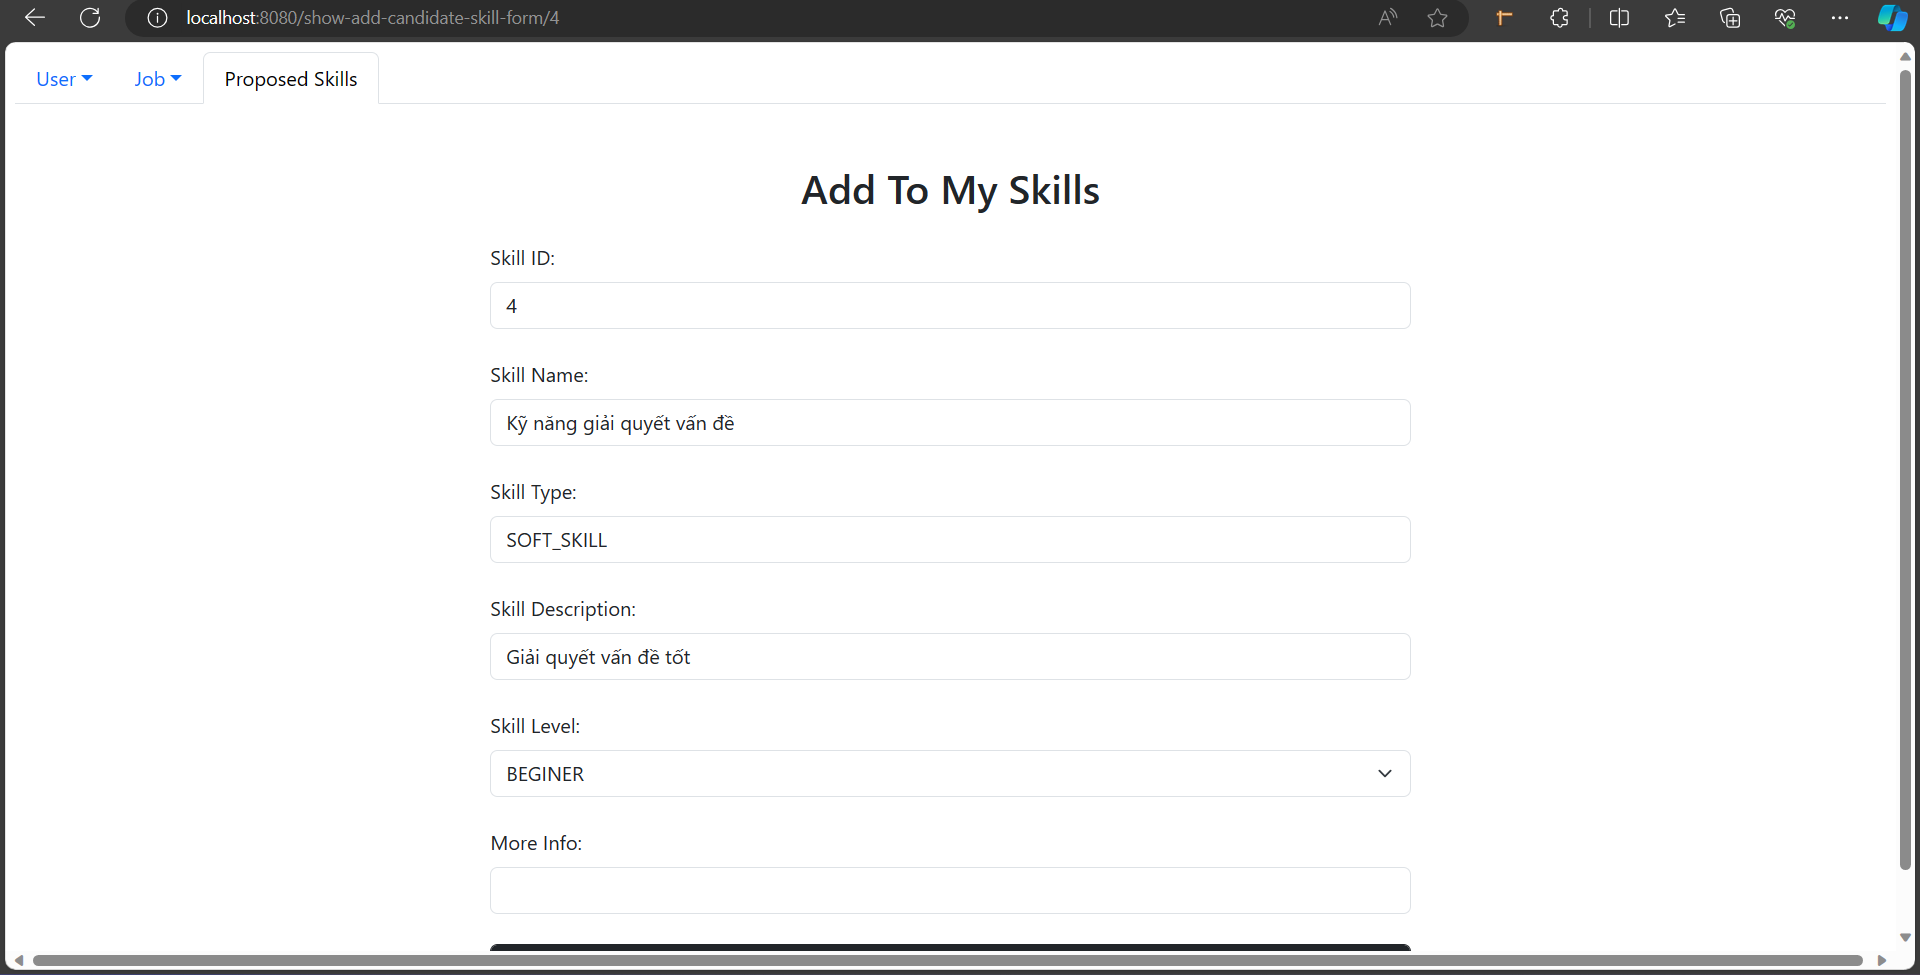 localhost:8080/show-add-candidate-skill-form/4
User Job Proposed Skills
Add To My Skills
Skill ID:
4
Skill Name:
Kỹ năng giải quyết vấn đề
Skill Type:
SOFT_SKILL
Skill Description:
Giải quyết vấn đề tốt
Skill Level:
BEGINER
More Info: